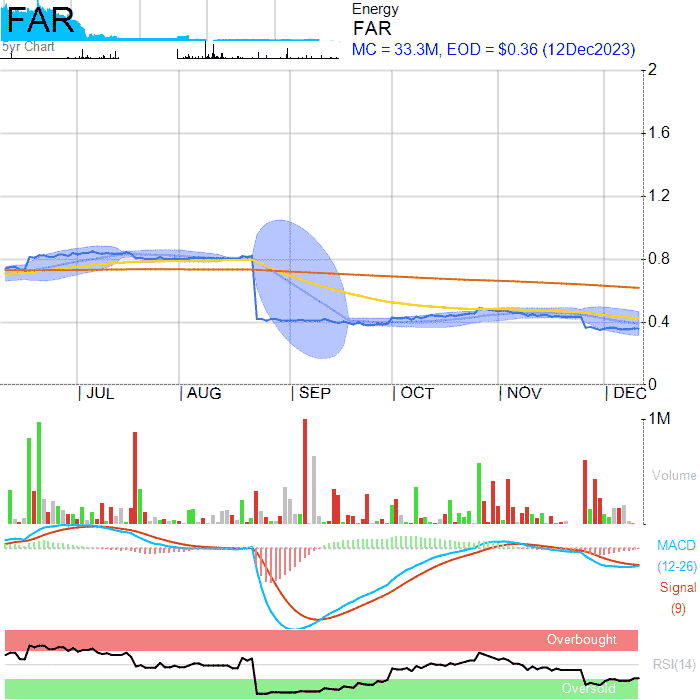 FAR
5yr Chart
Energy
FAR
MC = 33.3M, EOD = $0.36 (12Dec2023)
2
1.6
1.2
0.8
0.4
0
| JUL | AUG | SEP | OCT | NOV | DEC
1M
Volume
MACD
(12-26)
Signal
(9)
Overbought
RSI(14)
Oversold